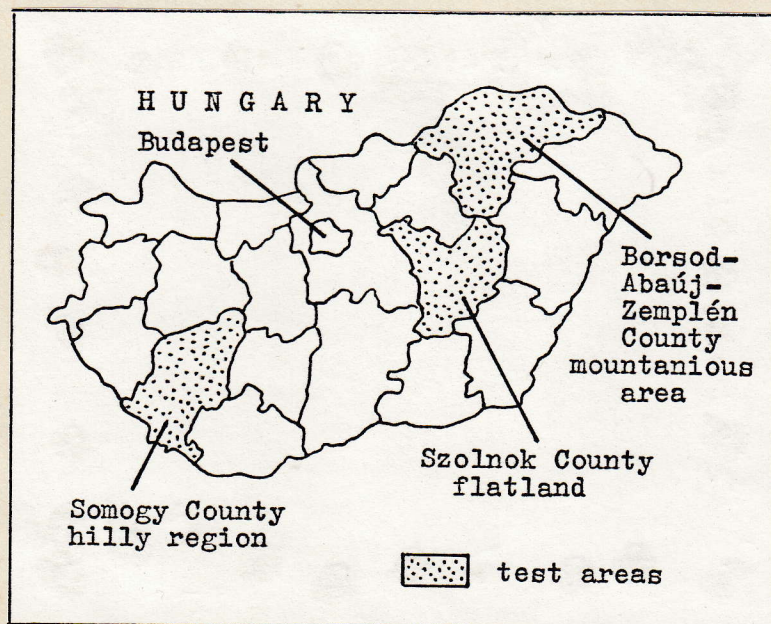 H U N G A R Y
Budapest
Borsod-
Abaúj-
Zemplén
County
mountanious
area
Szolnok County
flatland
Somogy County
hilly region
test areas